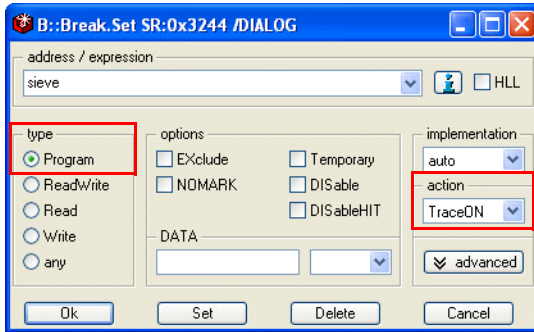 B::Break.Set SR:0x3244 /DIALOG
address / expression
sieve
HLL
type
Program
ReadWrite
Read
Write
any
options
EXclude
NOMARK
Temporary
DISable
DISableHIT
DATA
implementation
auto
action
TraceON
advanced
Ok
Set
Delete
Cancel